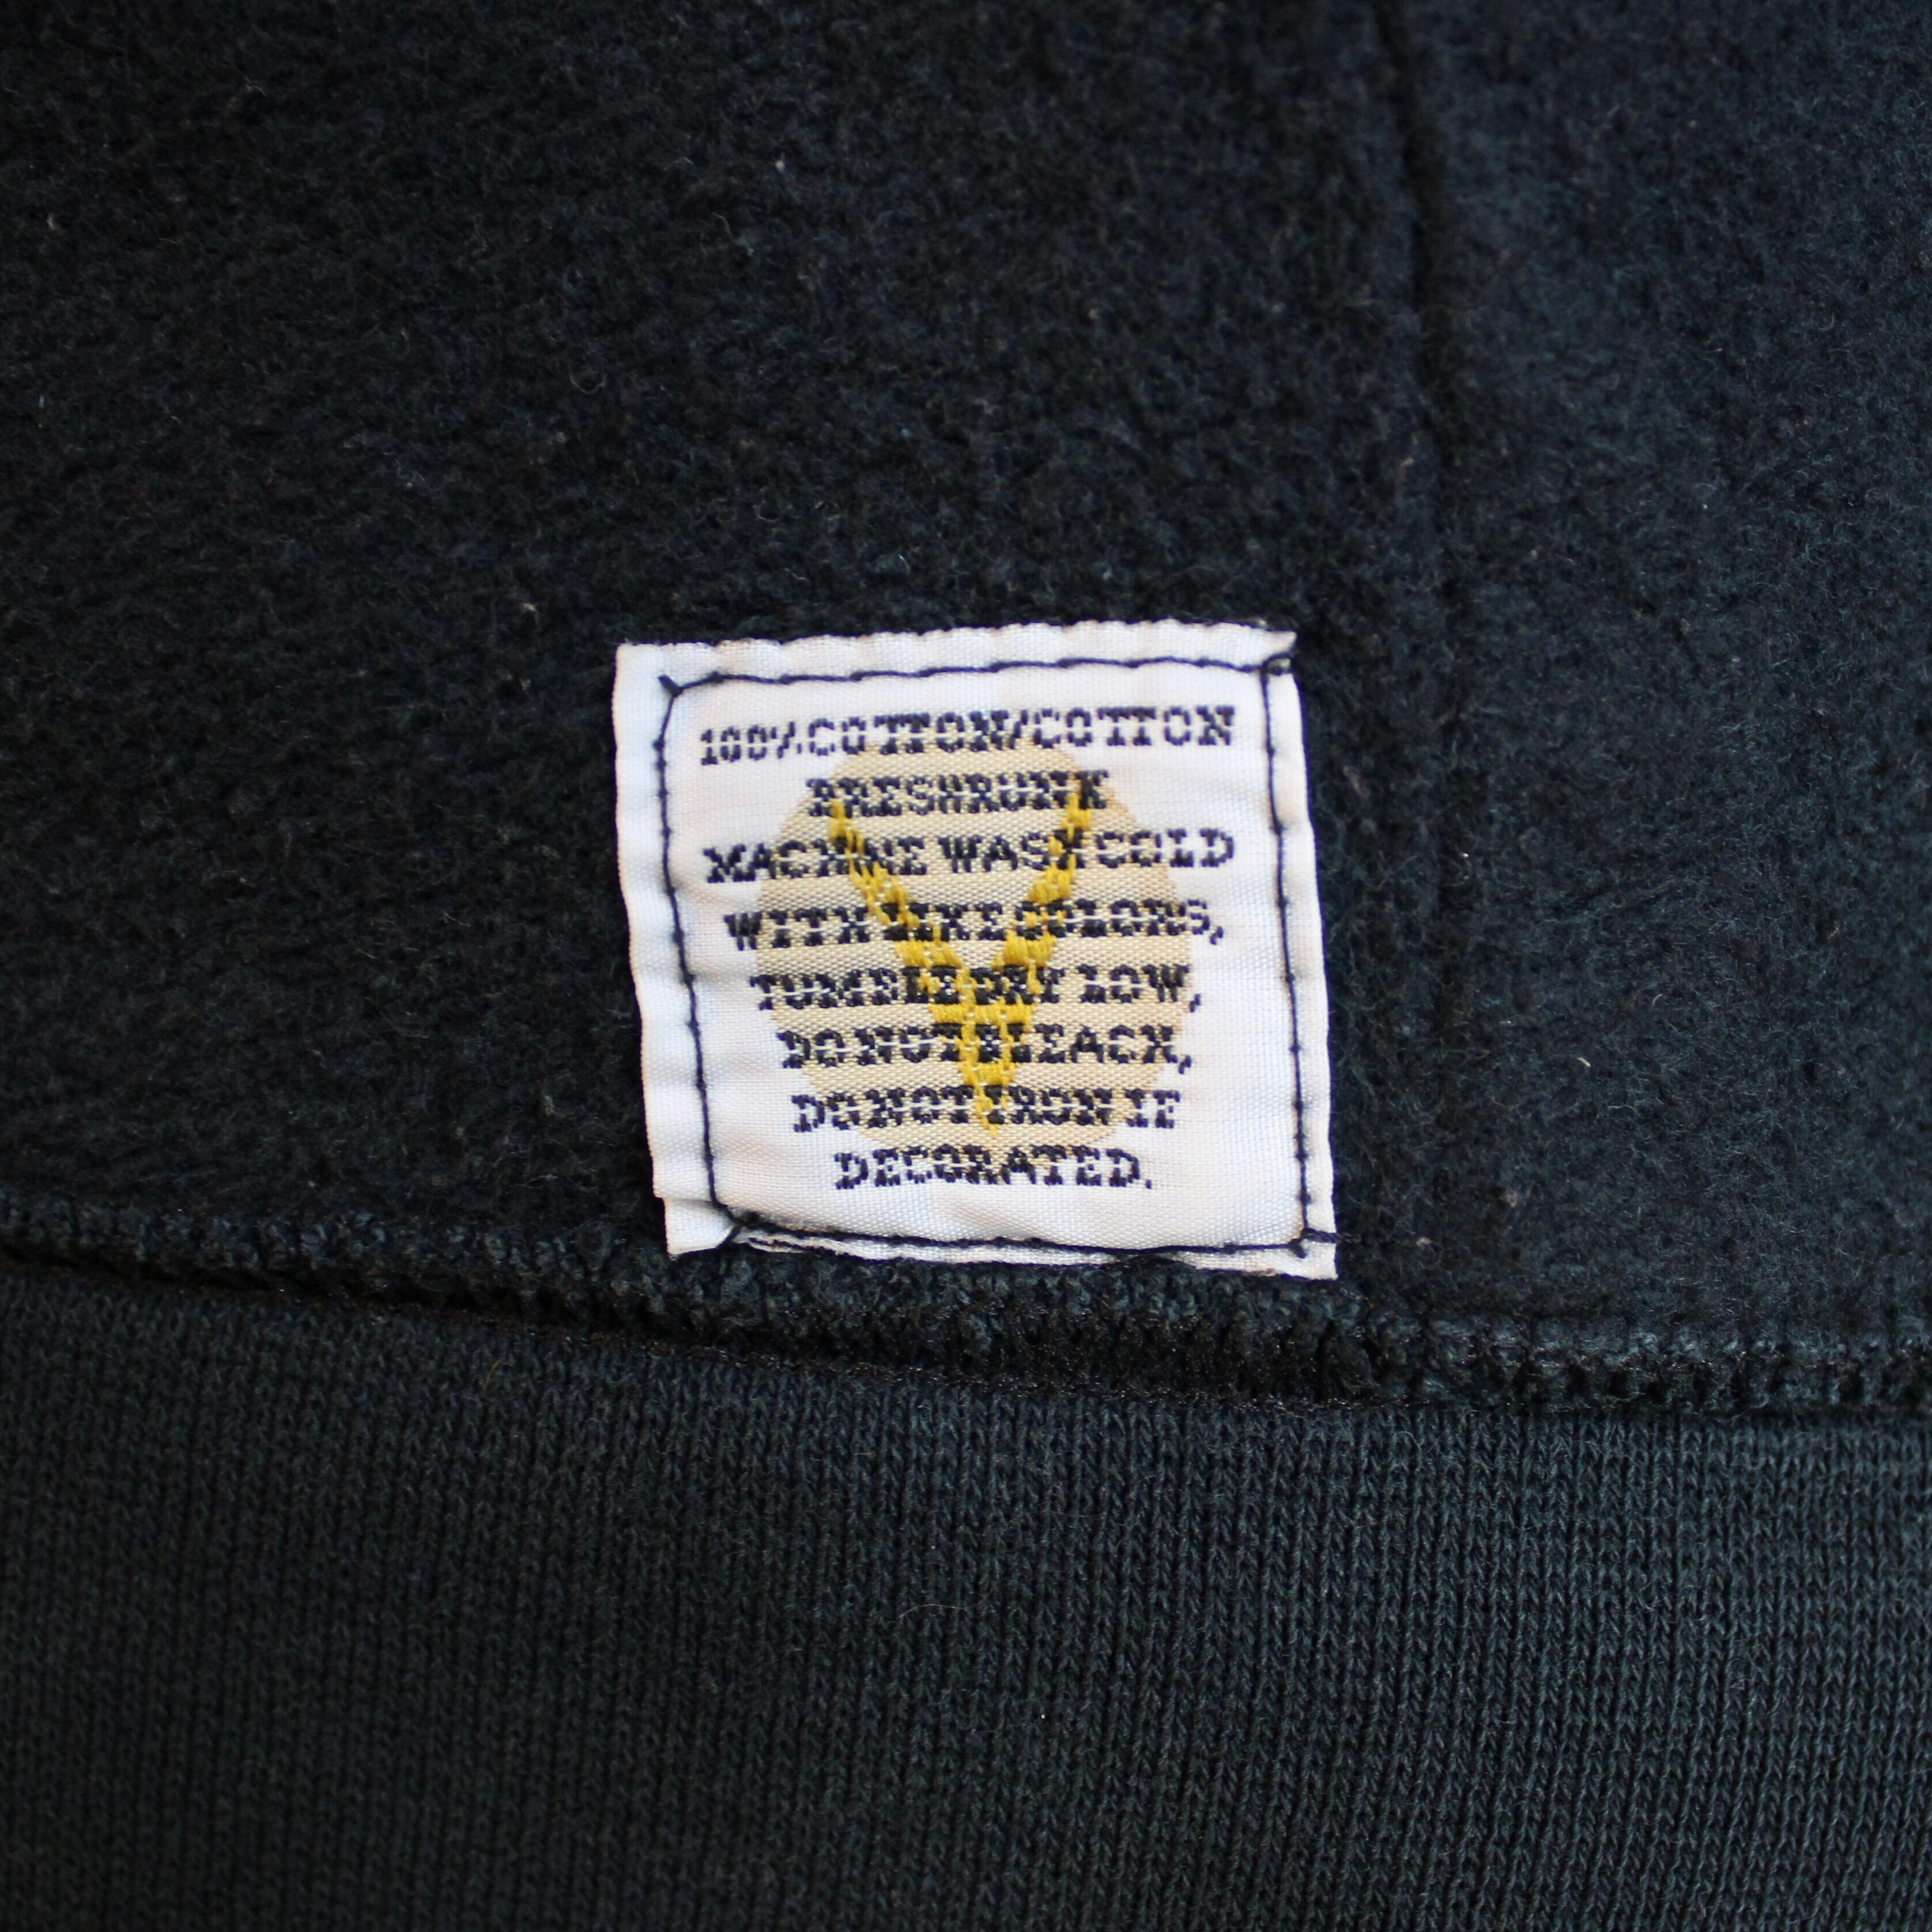 100% COTTON/COTTON
PRESHRUNK
MACHINE WASH COLD
WITH LIKE COLORS,
TUMBLE DRY LOW,
DO NOT BLEACH,
DO NOT IRON IF
DECORATED.